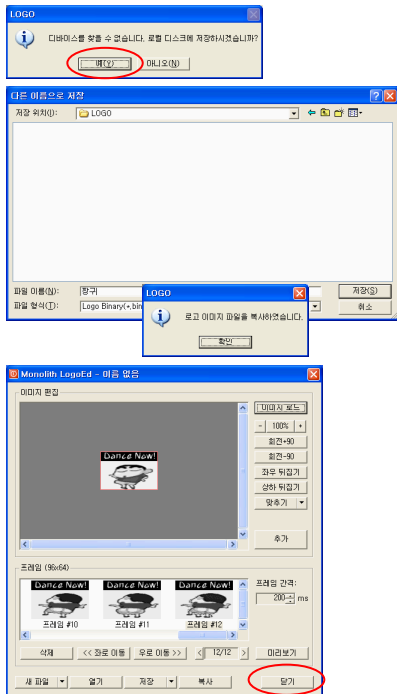 LOGO
디바이스를 찾을 수 없습니다. 로컬 디스크에 저장하시겠습니까?
예(Y) 아니오(N)
다른 이름으로 저장
저장 위치(I): LOGO
파일 이름(N): 짱구 저장(S)
파일 형식(T): Logo Binary(*,bin 취소
LOGO
로고 이미지 파일을 복사하였습니다.
확인
Monolith LogoEd - 이름 없음
이미지 편집
이미지 로드
- 100% +
회전+90
회전-90
좌우 뒤집기
상하 뒤집기
맞추기
추가
Dance Now!
프레임 (96x64)
Dance Now! Dance Now! Dance Now!
프레임 #10 프레임 #11 프레임 #12
프레임 간격:
200 ms
삭제 << 좌로 이동 우로 이동 >> < 12/12 > 미리보기
새 파일 열기 저장 복사 닫기